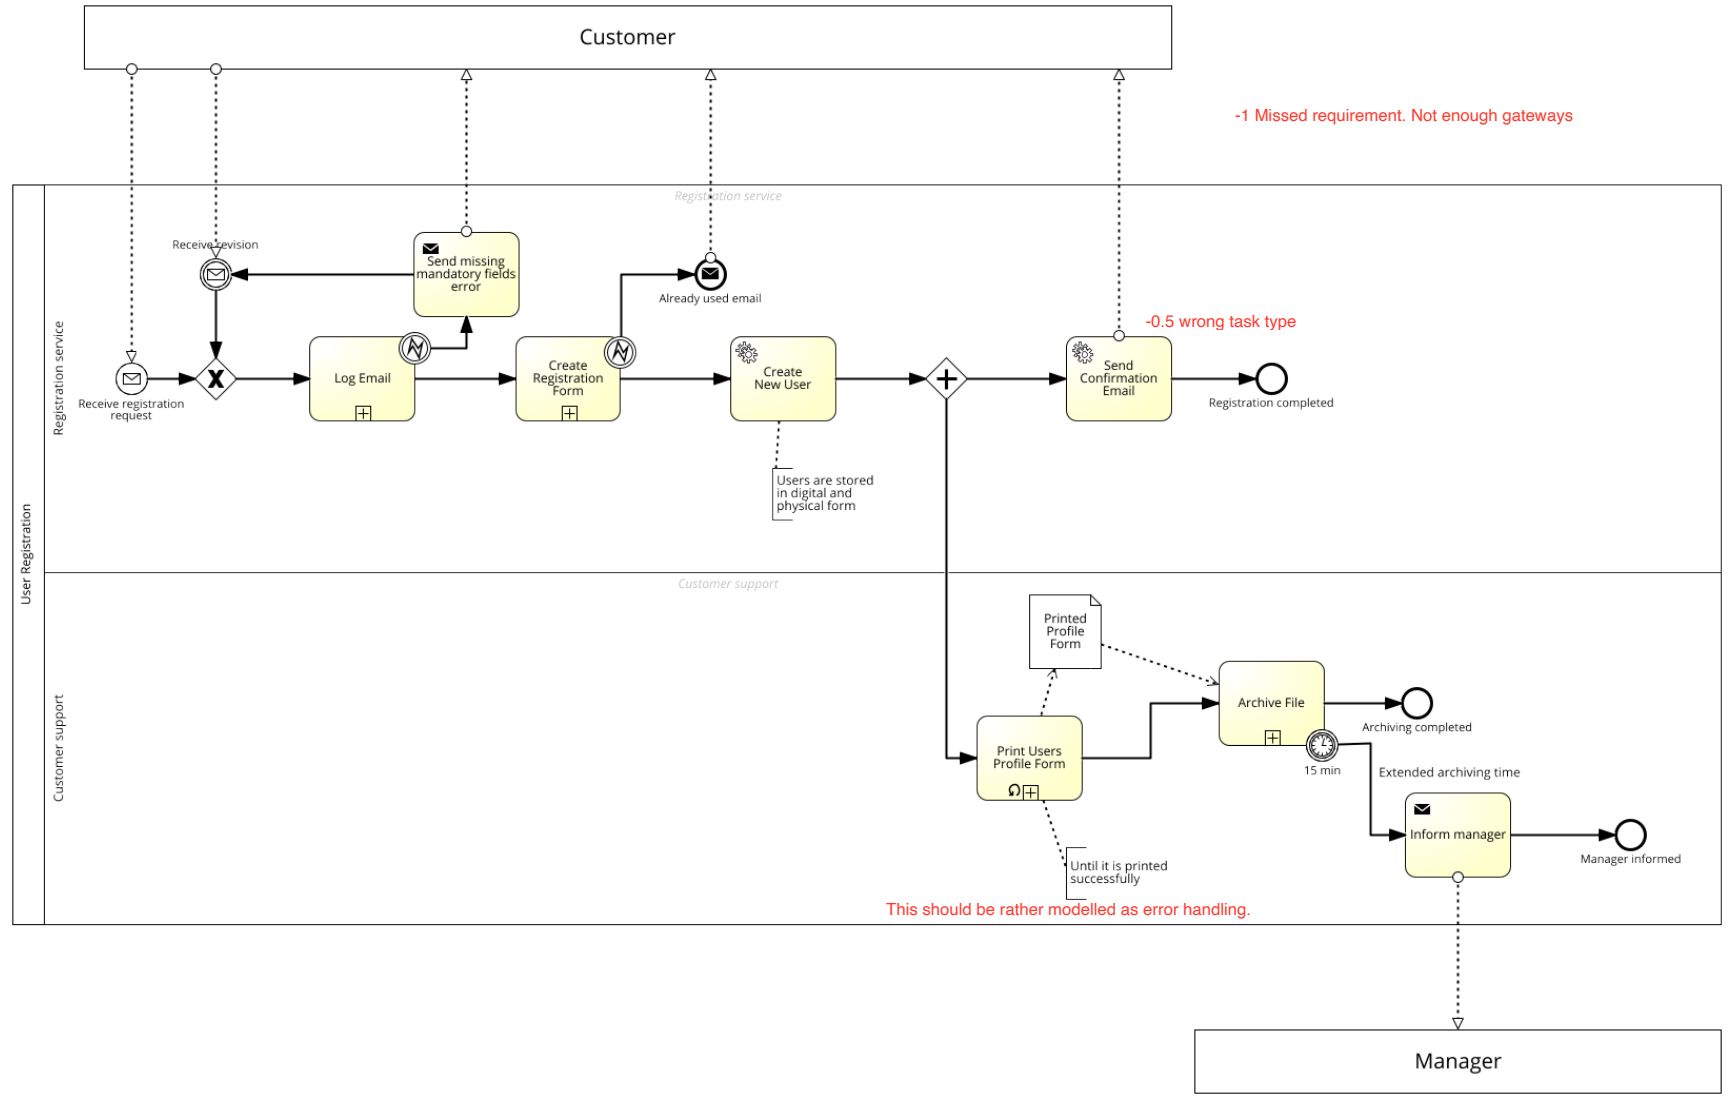 Customer
-1 Missed requirement. Not enough gateways
Registration service
Receive revision
Send missing
mandatory fields
error
Already used email
-0.5 wrong task type
Registration service
Log Email
Create
Registration
Form
Create
New User
Send
Confirmation
Email
Receive registration
request
Registration completed
Users are stored
in digital and
physical form
User Registration
Customer support
Printed
Profile
Form
Customer support
Archive File
Archiving completed
Print Users
Profile Form
15 min
Extended archiving time
Inform manager
Manager informed
Until it is printed
successfully
This should be rather modelled as error handling.
Manager